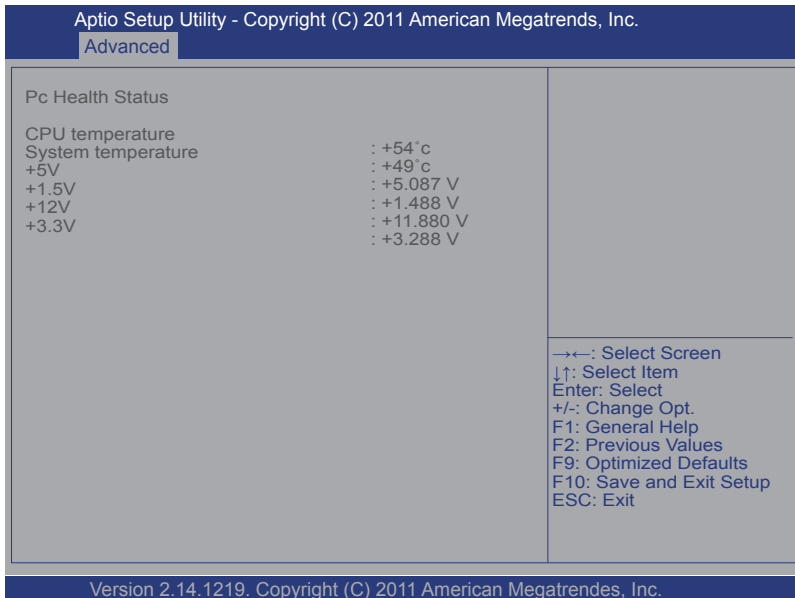 Aptio Setup Utility - Copyright (C) 2011 American Megatrends, Inc.
Advanced
Pc Health Status
CPU temperature : +54˚c
System temperature : +49˚c
+5V : +5.087 V
+1.5V : +1.488 V
+12V : +11.880 V
+3.3V : +3.288 V
→←: Select Screen
↓↑: Select Item
Enter: Select
+/-: Change Opt.
F1: General Help
F2: Previous Values
F9: Optimized Defaults
F10: Save and Exit Setup
ESC: Exit
Version 2.14.1219. Copyright (C) 2011 American Megatrendes, Inc.